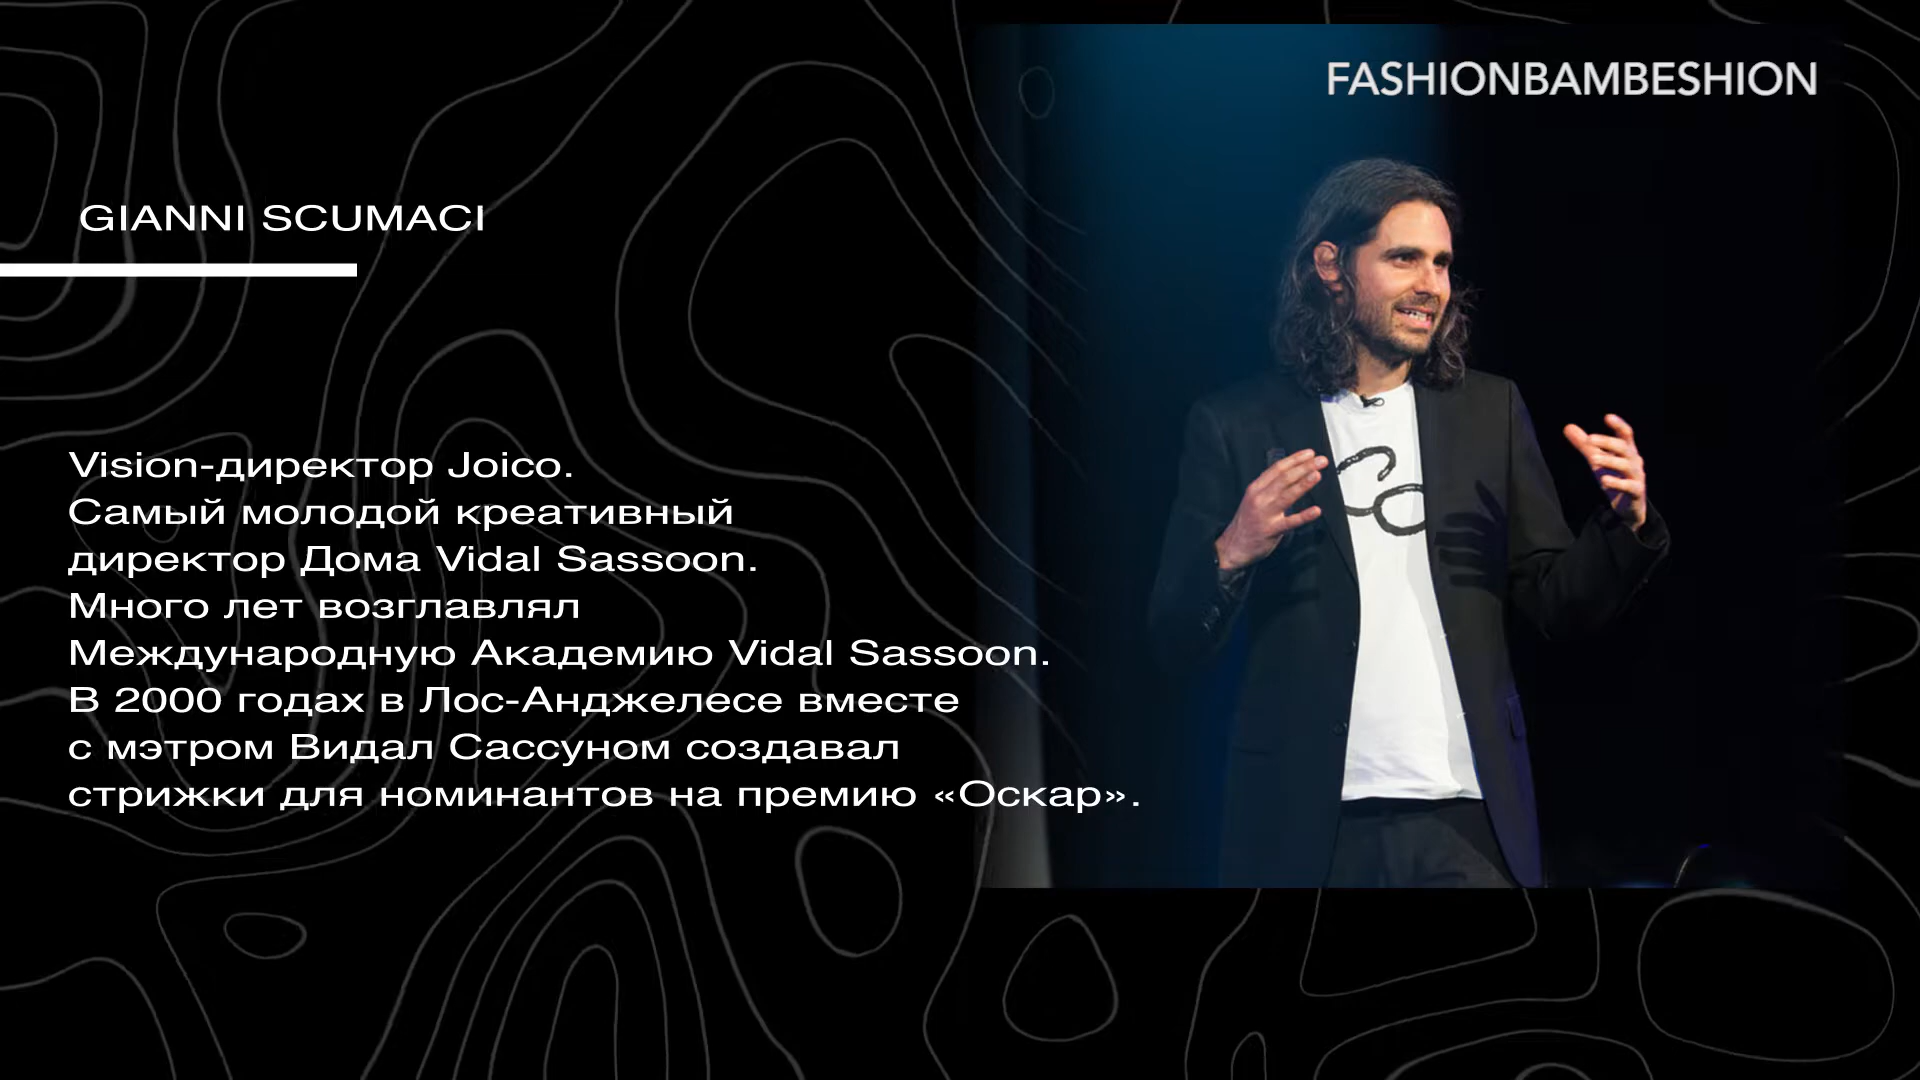 FASHIONBAMBESHION
GIANNI SCUMACI
Vision-директор Joico.
Самый молодой креативный
директор Дома Vidal Sassoon.
Много лет возглавлял
Международную Академию Vidal Sassoon.
В 2000 годах в Лос-Анджелесе вместе
с мэтром Видал Сассуном создавал
стрижки для номинантов на премию «Оскар».